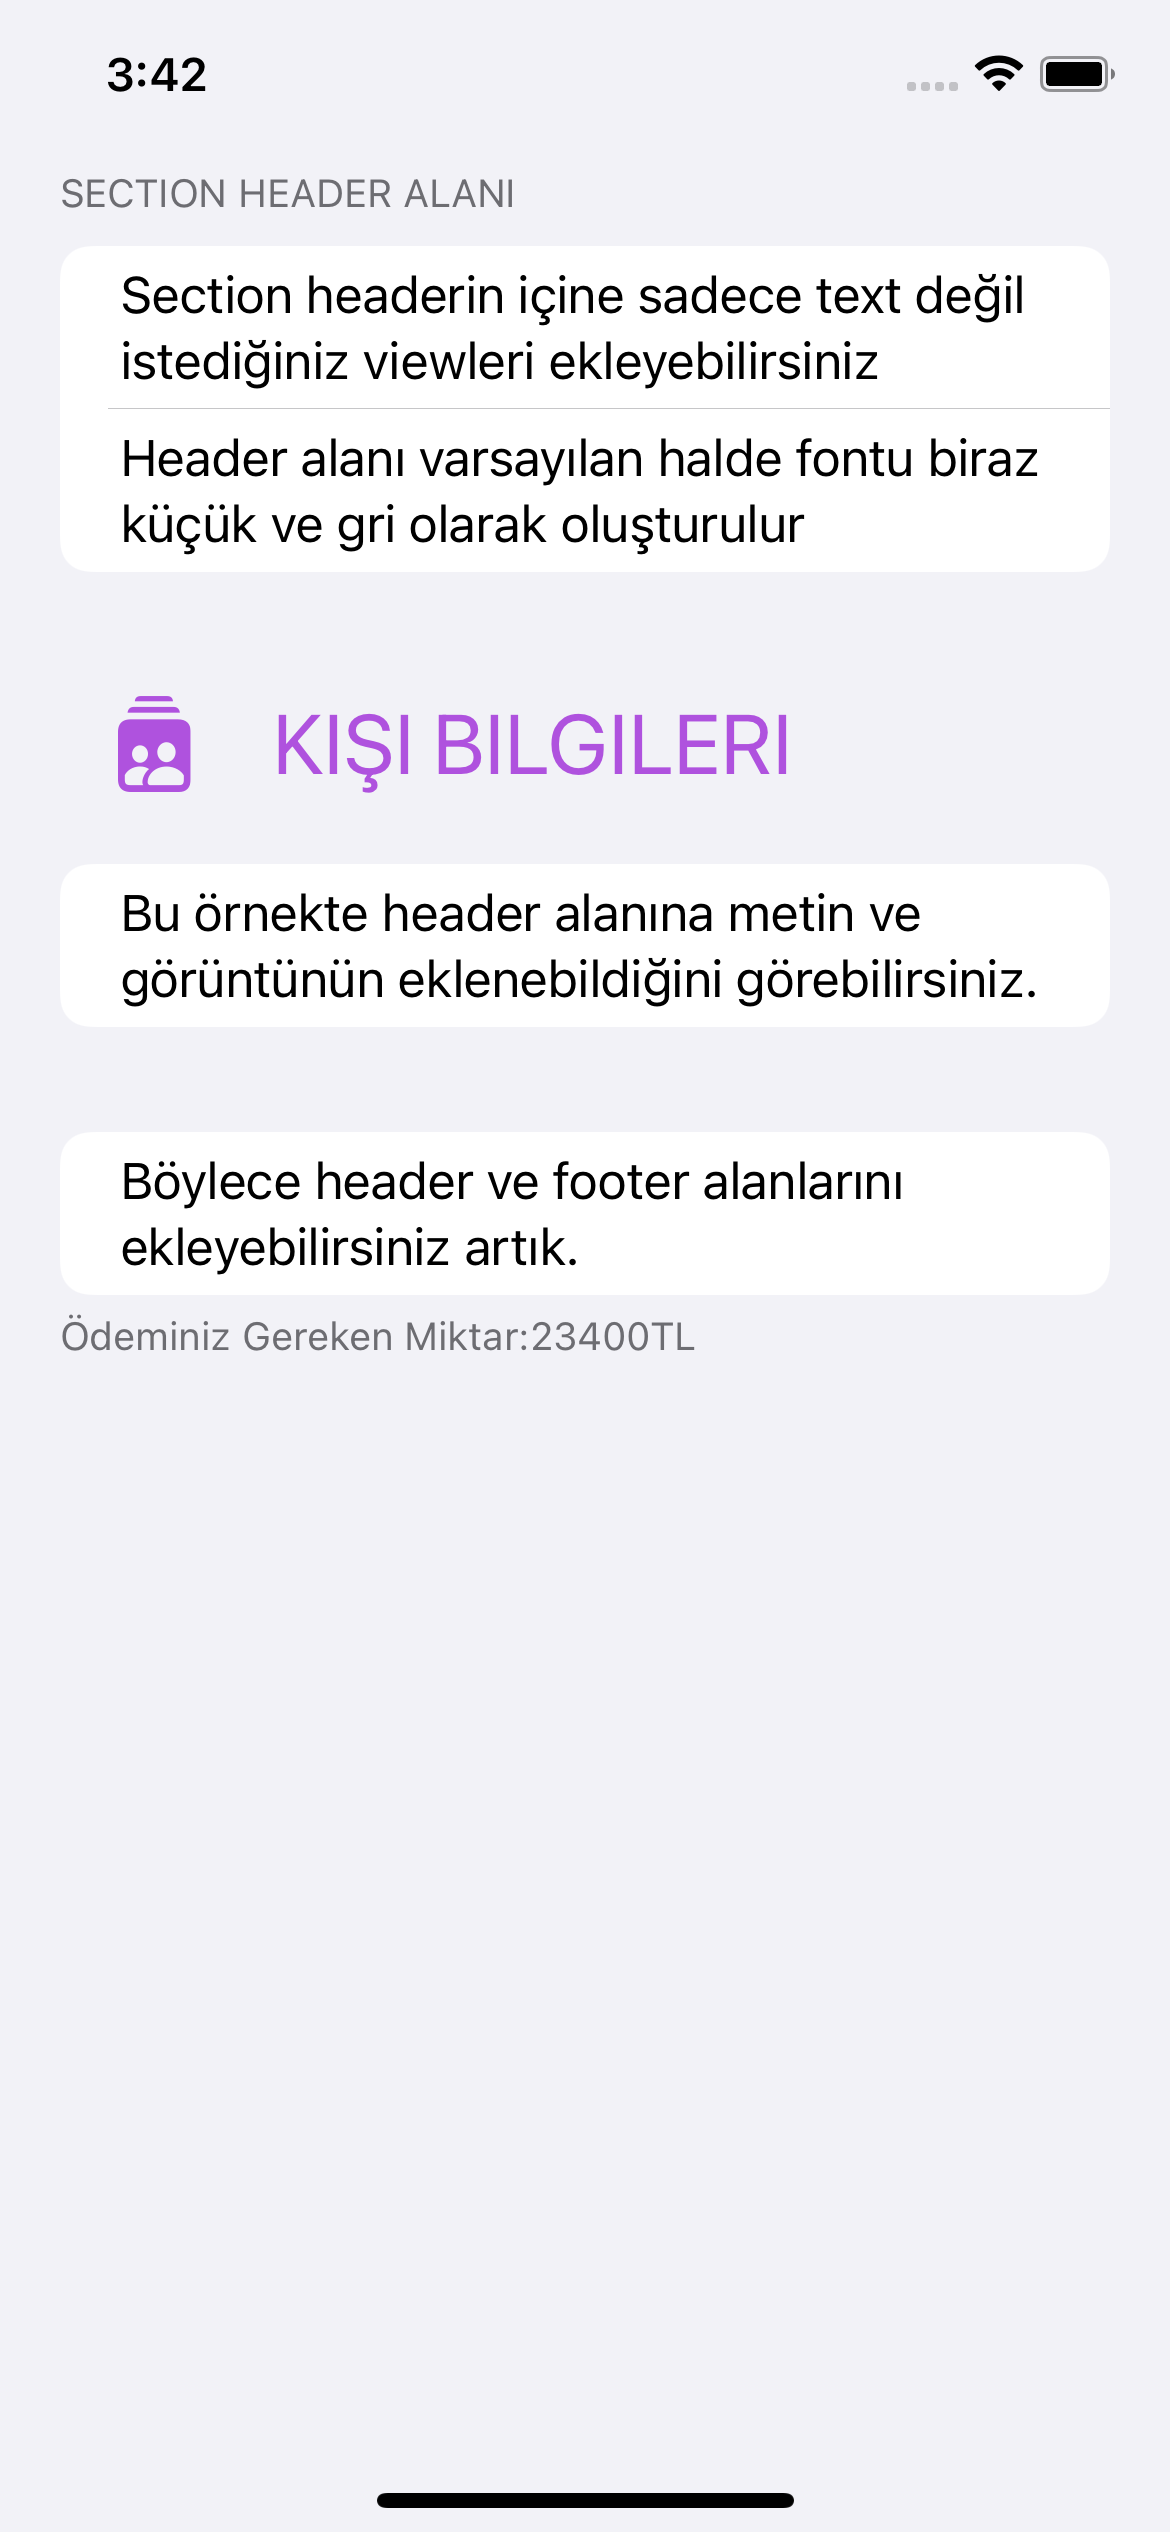 3:42
SECTION HEADER ALANI
Section headerin içine sadece text değil
istediğiniz viewleri ekleyebilirsiniz
Header alanı varsayılan halde fontu biraz
küçük ve gri olarak oluşturulur
KIŞI BILGILERI
Bu örnekte header alanına metin ve
görüntünün eklenebildiğini görebilirsiniz.
Böylece header ve footer alanlarını
ekleyebilirsiniz artık.
Ödeminiz Gereken Miktar:23400TL